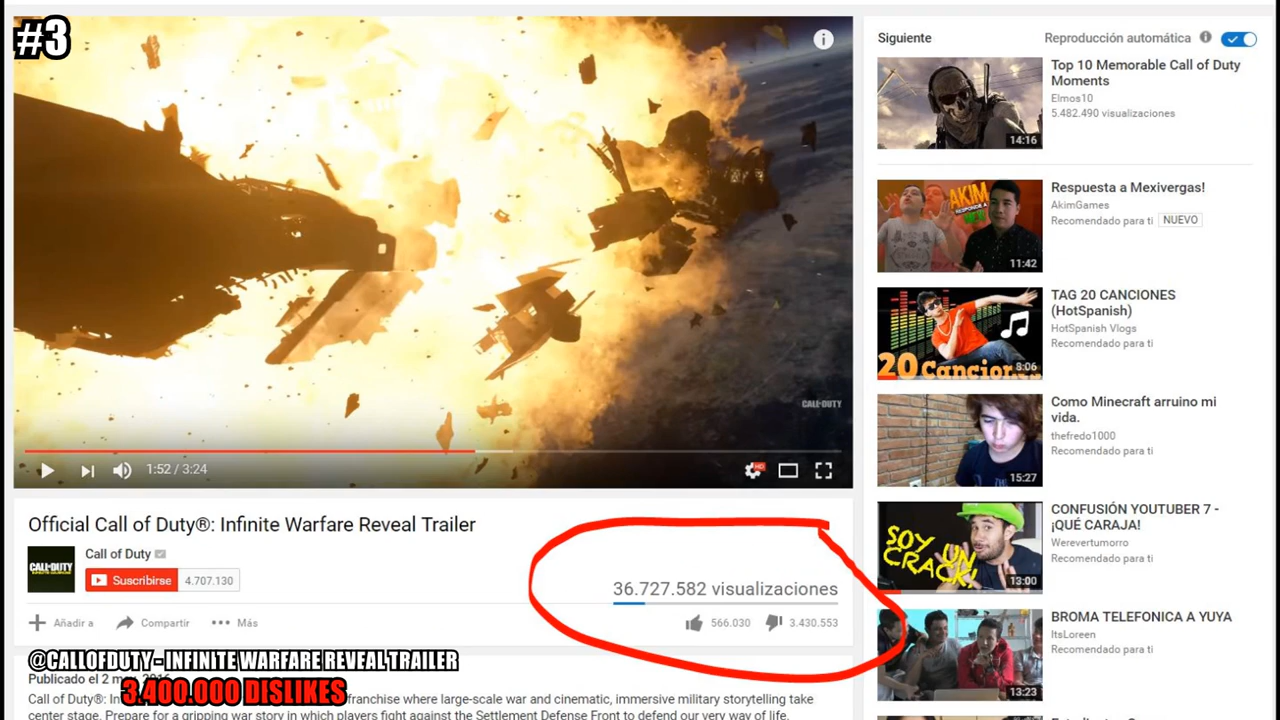 #3
CALL·DUTY
1:52 / 3:24
HD
Official Call of Duty®: Infinite Warfare Reveal Trailer
CALL·DUTY
Call of Duty
Suscribirse
4.707.130
36.727.582 visualizaciones
Añadir a
Compartir
Más
566.030
3.430.553
@CALLOFDUTY - INFINITE WARFARE REVEAL TRAILER
Publicado el 2 may. 2016
3.400.000 DISLIKES
Call of Duty®: In franchise where large-scale war and cinematic, immersive military storytelling take
center stage. Prepare for a gripping war story in which players fight against the Settlement Defense Front to defend our very way of life.
Siguiente
Reproducción automática
Top 10 Memorable Call of Duty
Moments
Elmos10
5.482.490 visualizaciones
14:16
Respuesta a Mexivergas!
AkimGames
Recomendado para ti
NUEVO
AKIM
RESPONDE A
11:42
TAG 20 CANCIONES
(HotSpanish)
HotSpanish Vlogs
Recomendado para ti
20 Canciones
8:06
Como Minecraft arruino mi
vida.
thefredo1000
Recomendado para ti
15:27
CONFUSIÓN YOUTUBER 7 -
¡QUÉ CARAJA!
Werevertumorro
Recomendado para ti
SOY UN
CRACK!
13:00
BROMA TELEFONICA A YUYA
ItsLoreen
Recomendado para ti
13:23